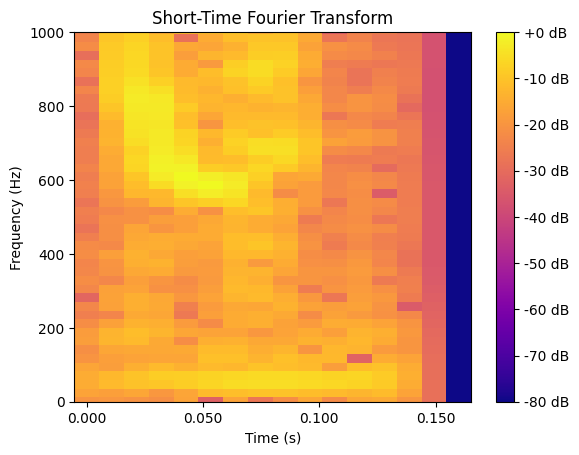 Short-Time Fourier Transform
Frequency (Hz)
1000
800
600
400
200
0
0.000 0.050 0.100 0.150
Time (s)
+0 dB
-10 dB
-20 dB
-30 dB
-40 dB
-50 dB
-60 dB
-70 dB
-80 dB